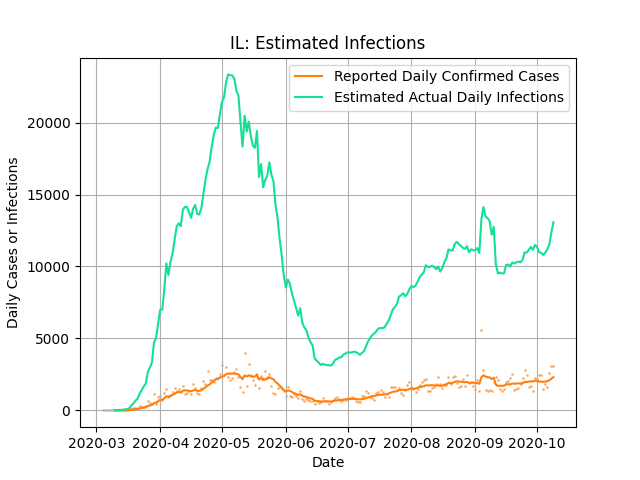 IL: Estimated Infections
Reported Daily Confirmed Cases
Estimated Actual Daily Infections
Daily Cases or Infections
20000
15000
10000
5000
0
2020-03 2020-04 2020-05 2020-06 2020-07 2020-08 2020-09 2020-10
Date